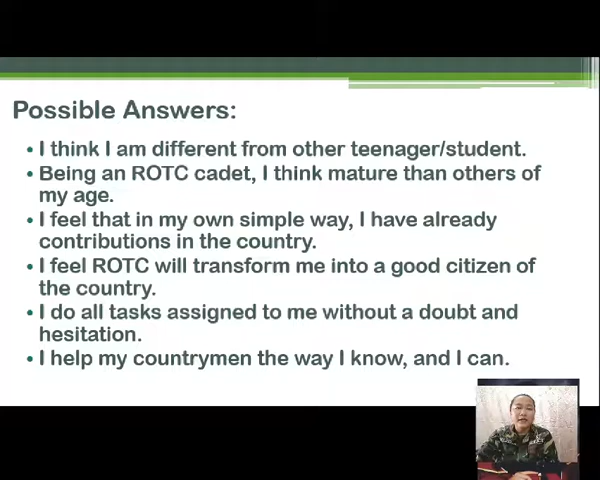 Possible Answers:
• I think I am different from other teenager/student.
• Being an ROTC cadet, I think mature than others of
my age.
• I feel that in my own simple way, I have already
contributions in the country.
• I feel ROTC will transform me into a good citizen of
the country.
• I do all tasks assigned to me without a doubt and
hesitation.
• I help my countrymen the way I know, and I can.